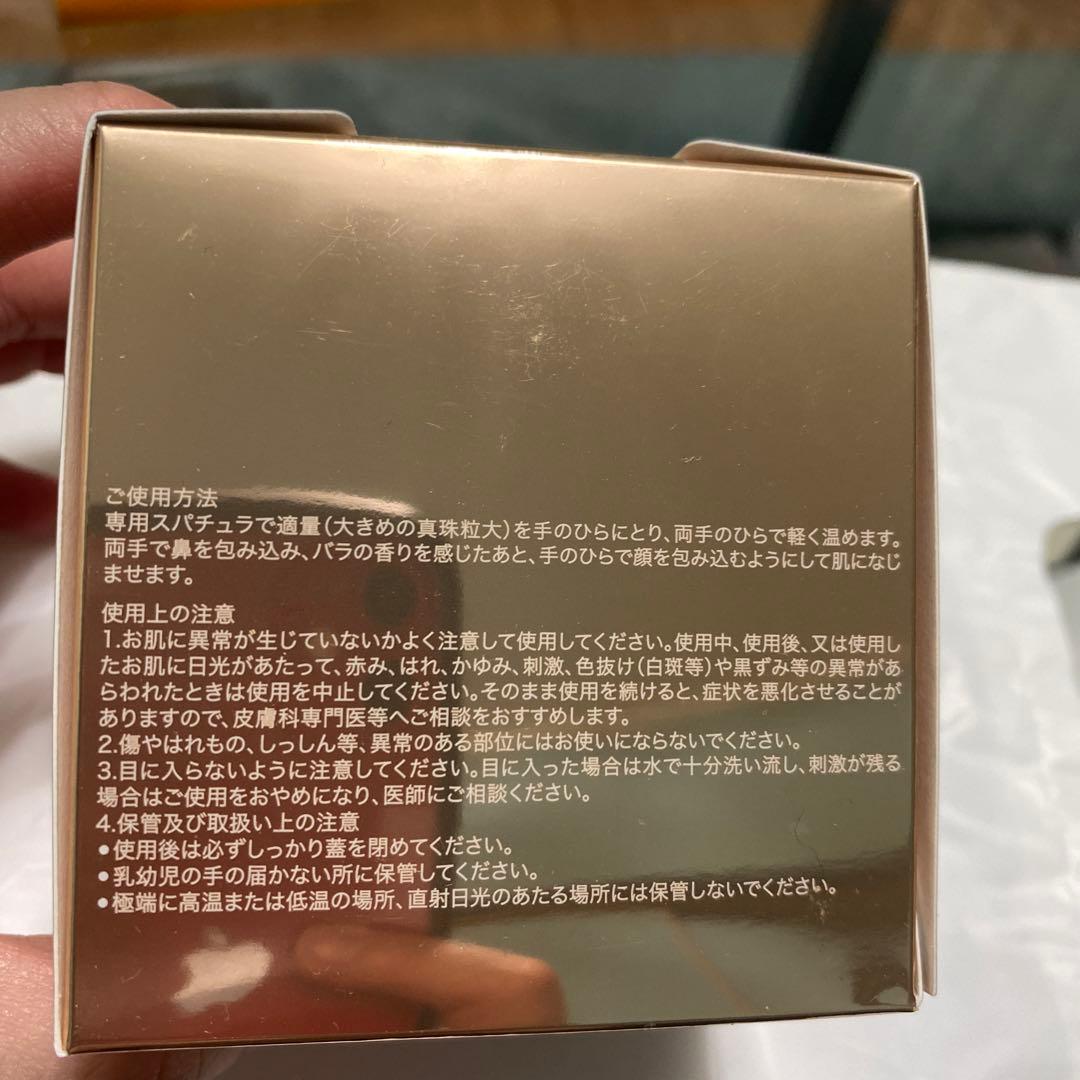 ご使用方法
専用スパチュラで適量(大きめの真珠粒大)を手のひらにとり、両手のひらで軽く温めます。
両手で鼻を包み込み、バラの香りを感じたあと、手のひらで顔を包み込むようにして肌になじ
ませます。
使用上の注意
1.お肌に異常が生じていないかよく注意して使用してください。使用中、使用後、又は使用し
たお肌に日光があたって、赤み、はれ、かゆみ、刺激、色抜け(白斑等)や黒ずみ等の異常があ
らわれたときは使用を中止してください。そのまま使用を続けると、症状を悪化させることが
ありますので、皮膚科専門医等へご相談をおすすめします。
2.傷やはれもの、しっしん等、異常のある部位にはお使いにならないでください。
3.目に入らないように注意してください。目に入った場合は水で十分洗い流し、刺激が残る
場合はご使用をおやめになり、医師にご相談ください。
4.保管及び取扱い上の注意
●使用後は必ずしっかり蓋を閉めてください。
●乳幼児の手の届かない所に保管してください。
●極端に高温または低温の場所、直射日光のあたる場所には保管しないでください。